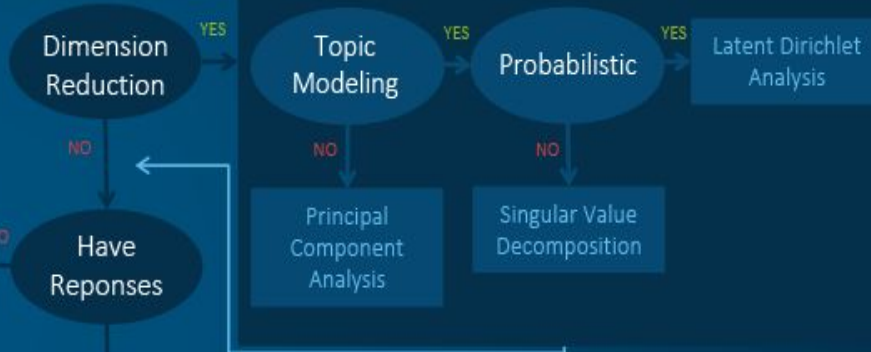 Dimension
Reduction
YES
Topic
Modeling
YES
Probabilistic
YES
Latent Dirichlet
Analysis
NO
NO
NO
Principal
Component
Analysis
Singular Value
Decomposition
Have
Reponses